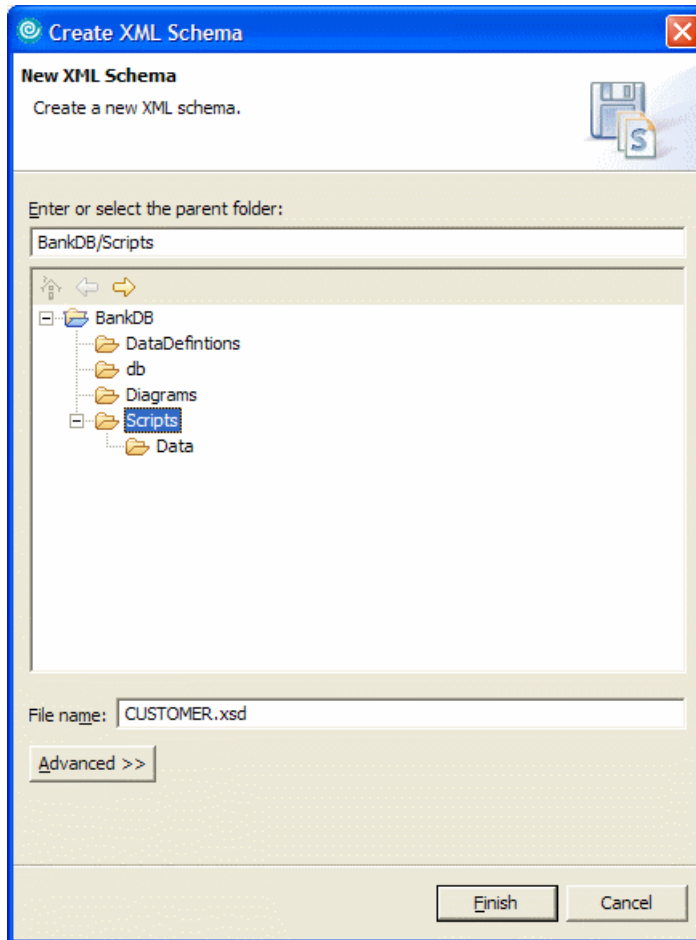 Create XML Schema
New XML Schema
Create a new XML schema.
S
Enter or select the parent folder:
BankDB/Scripts
BankDB
DataDefintions
db
Diagrams
Scripts
Data
File name: CUSTOMER.xsd
Advanced >>
Finish Cancel